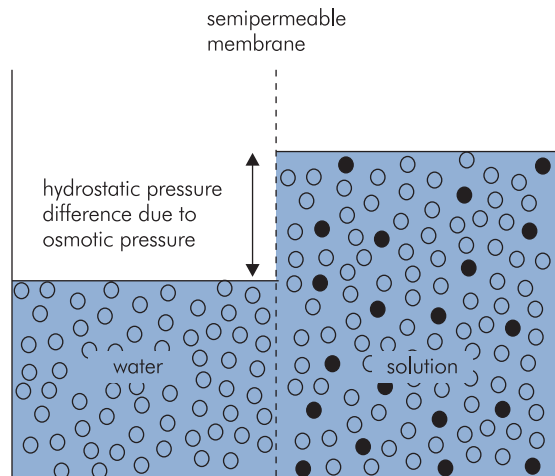 semipermeable
membrane
hydrostatic pressure
difference due to
osmotic pressure
water
solution